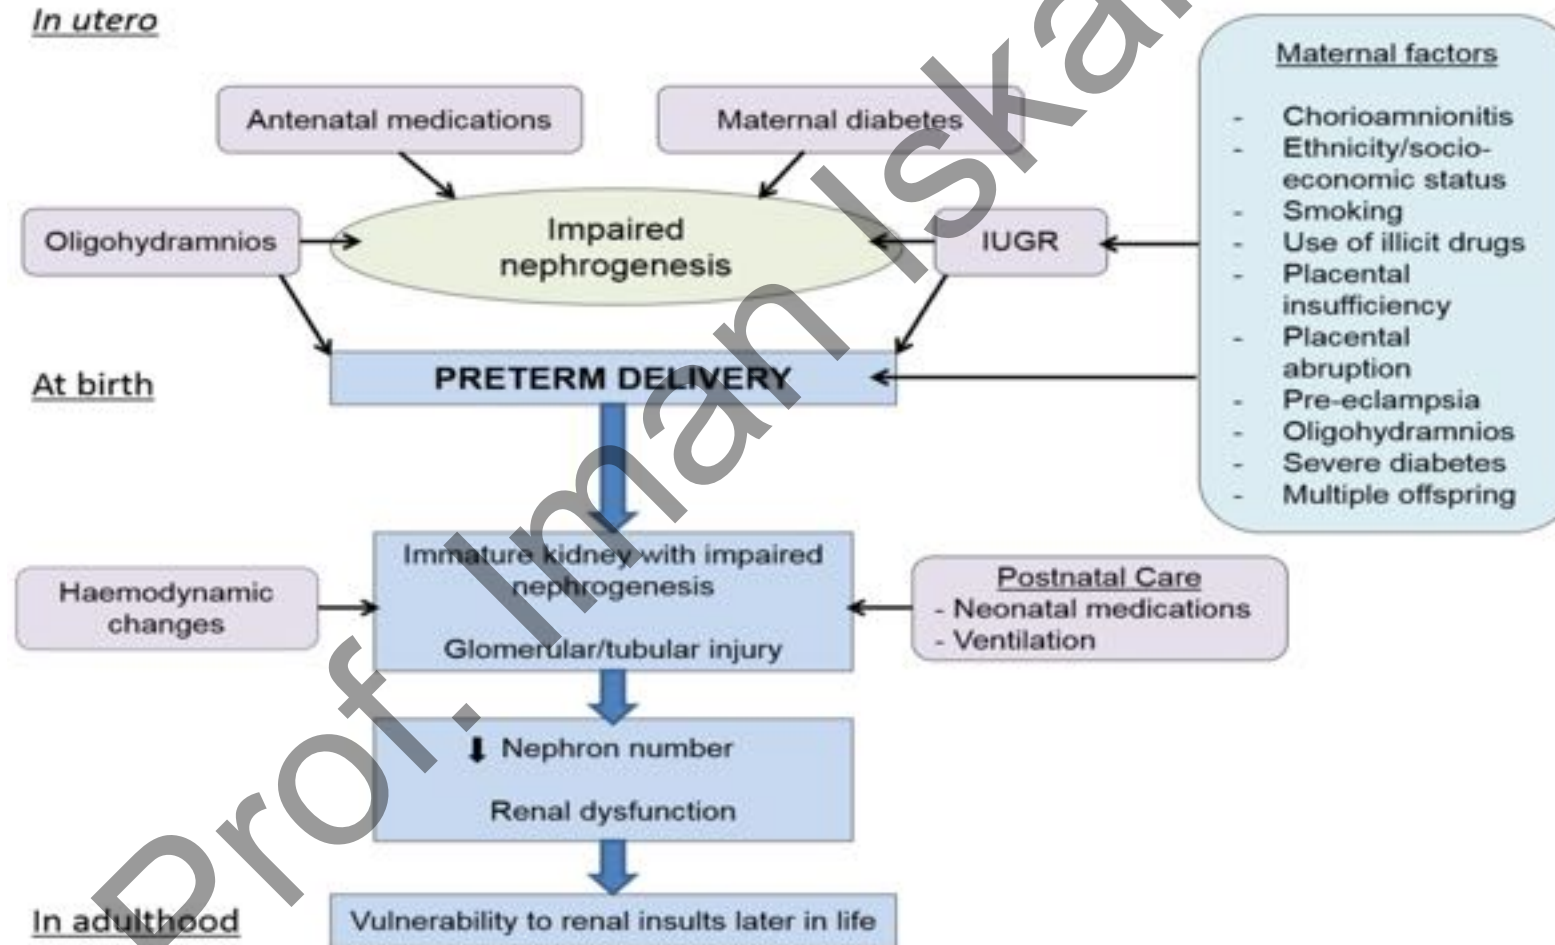 In utero
Antenatal medications
Maternal diabetes
Oligohydramnios
Impaired
nephrogenesis
IUGR
Maternal factors
- Chorioamnionitis
- Ethnicity/socio-
economic status
- Smoking
- Use of illicit drugs
- Placental
insufficiency
- Placental
abruption
- Pre-eclampsia
- Oligohydramnios
- Severe diabetes
- Multiple offspring
At birth
PRETERM DELIVERY
Haemodynamic
changes
Immature kidney with impaired
nephrogenesis
Glomerular/tubular injury
Postnatal Care
- Neonatal medications
- Ventilation
Nephron number
Renal dysfunction
In adulthood
Vulnerability to renal insults later in life
Prof. Iman Iska